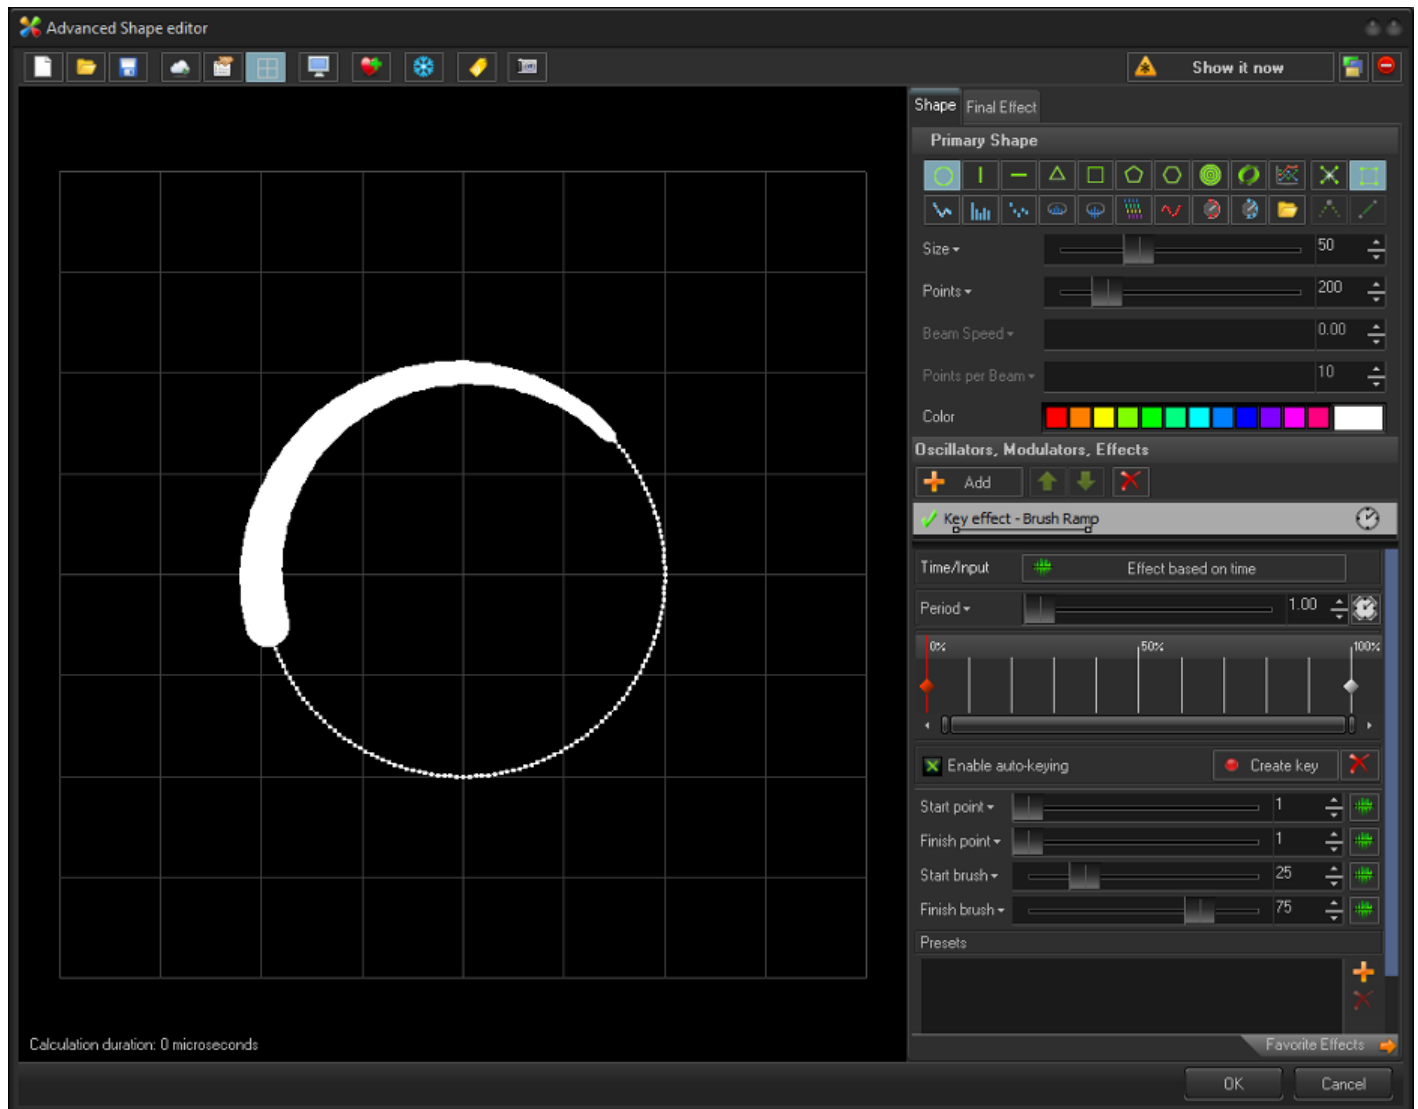 Advanced Shape editor
Show it now
Shape Final Effect
Primary Shape
Size 50
Points 200
Beam Speed 0.00
Points per Beam 10
Color
Oscillators, Modulators, Effects
Add
Key effect - Brush Ramp
Time/Input Effect based on time
Period 1.00
0% 50% 100%
Enable auto-keying Create key
Start point 1
Finish point 1
Start brush 25
Finish brush 75
Presets
Calculation duration: 0 microseconds
Favorite Effects
OK Cancel